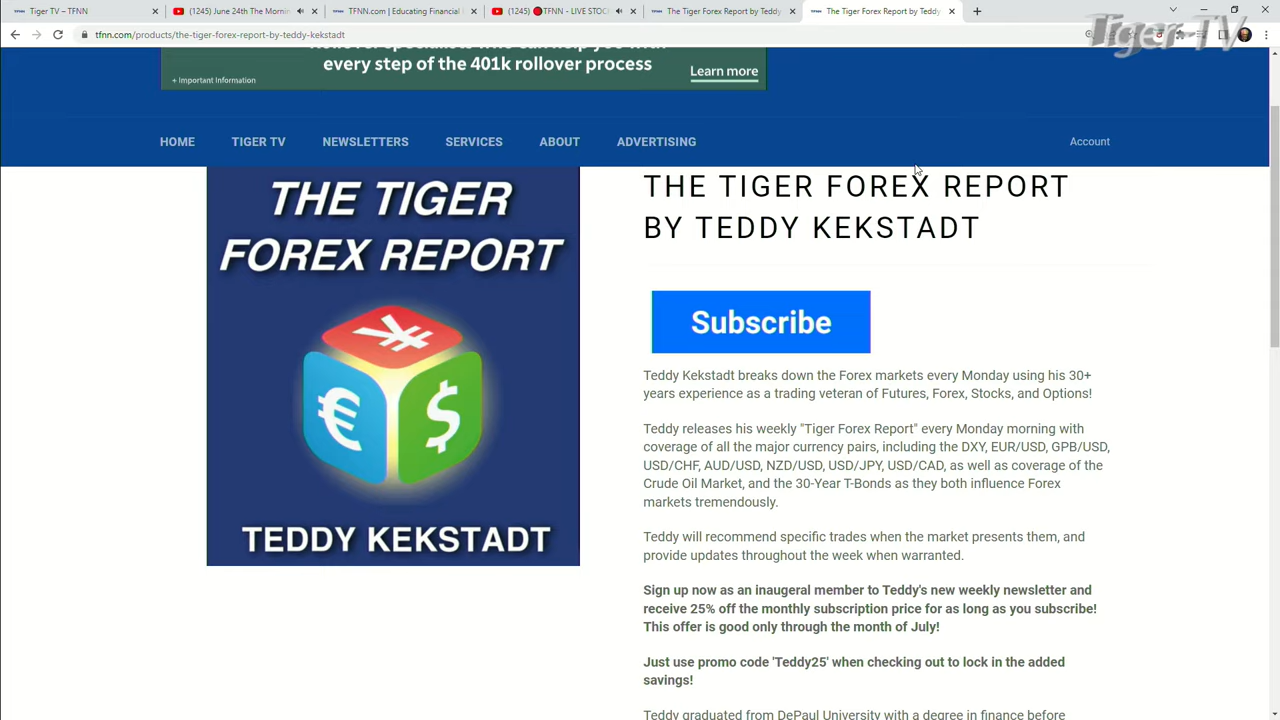 Tiger TV – TFNN
(1245) June 24th The Morni
TFNN.com | Educating Financial
(1245) 🔴TFNN - LIVE STOC
The Tiger Forex Report by Teddy
The Tiger Forex Report by Teddy
Tiger TV
tfnn.com/products/the-tiger-forex-report-by-teddy-kekstadt
every step of the 401k rollover process
+ Important Information
Learn more
HOME TIGER TV NEWSLETTERS SERVICES ABOUT ADVERTISING Account
THE TIGER
FOREX REPORT
¥
€ $
TEDDY KEKSTADT
THE TIGER FOREX REPORT
BY TEDDY KEKSTADT
Subscribe
Teddy Kekstadt breaks down the Forex markets every Monday using his 30+
years experience as a trading veteran of Futures, Forex, Stocks, and Options!
Teddy releases his weekly "Tiger Forex Report" every Monday morning with
coverage of all the major currency pairs, including the DXY, EUR/USD, GPB/USD,
USD/CHF, AUD/USD, NZD/USD, USD/JPY, USD/CAD, as well as coverage of the
Crude Oil Market, and the 30-Year T-Bonds as they both influence Forex
markets tremendously.
Teddy will recommend specific trades when the market presents them, and
provide updates throughout the week when warranted.
Sign up now as an inaugeral member to Teddy's new weekly newsletter and
receive 25% off the monthly subscription price for as long as you subscribe!
This offer is good only through the month of July!
Just use promo code 'Teddy25' when checking out to lock in the added
savings!
Teddy graduated from DePaul University with a degree in finance before